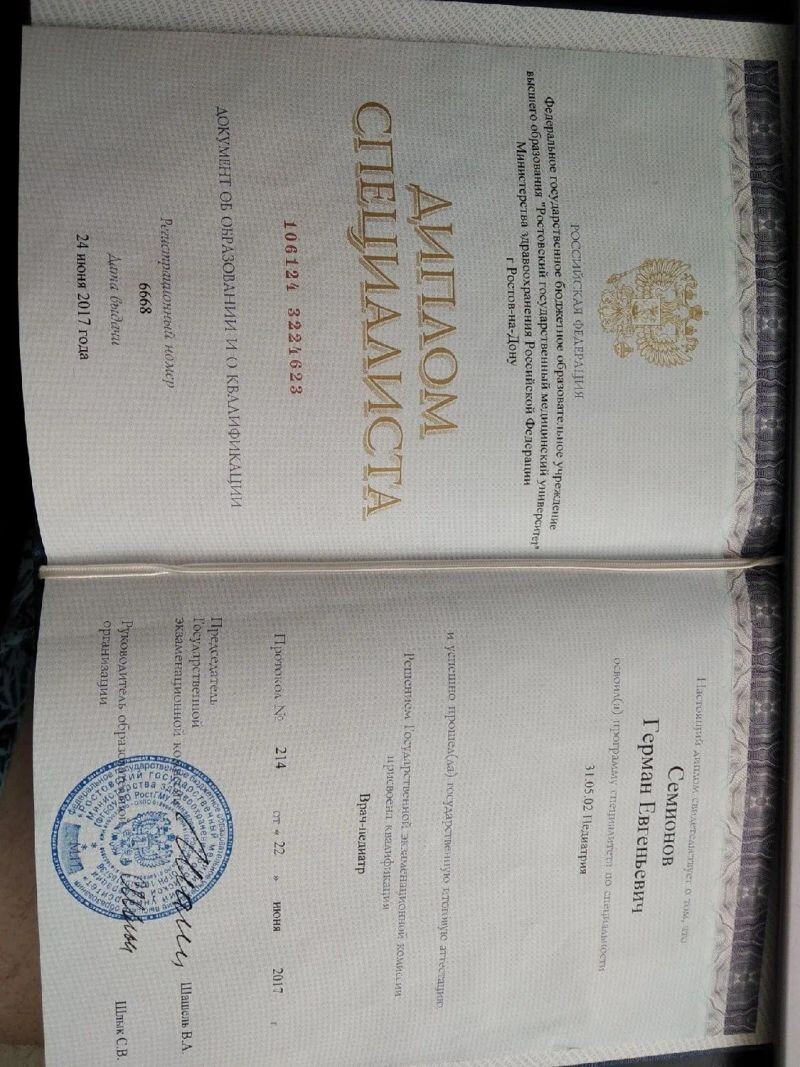 РОССИЙСКАЯ ФЕДЕРАЦИЯ
Федеральное государственное бюджетное образовательное учреждение
высшего образования "Ростовский государственный медицинский университет"
Министерства здравоохранения Российской Федерации
г Ростов-на-Дону
ДИПЛОМ
СПЕЦИАЛИСТА
106124 3224623
ДОКУМЕНТ ОБ ОБРАЗОВАНИИ И О КВАЛИФИКАЦИИ
Регистрационный номер
6668
Дата выдачи
24 июня 2017 года
Настоящий диплом свидетельствует о том, что
Семионов
Герман Евгеньевич
освоил(а) программу специалитета по специальности
31.05.02 Педиатрия
и успешно прошел(ла) государственную итоговую аттестацию
Решением Государственной экзаменационной комиссии
присвоена квалификация
Врач-педиатр
Протокол № 214 от « 22 » июня 2017 г.
Председатель
Государственной
экзаменационной Шашель В.А.
Руководитель
организации Шлык С.В.